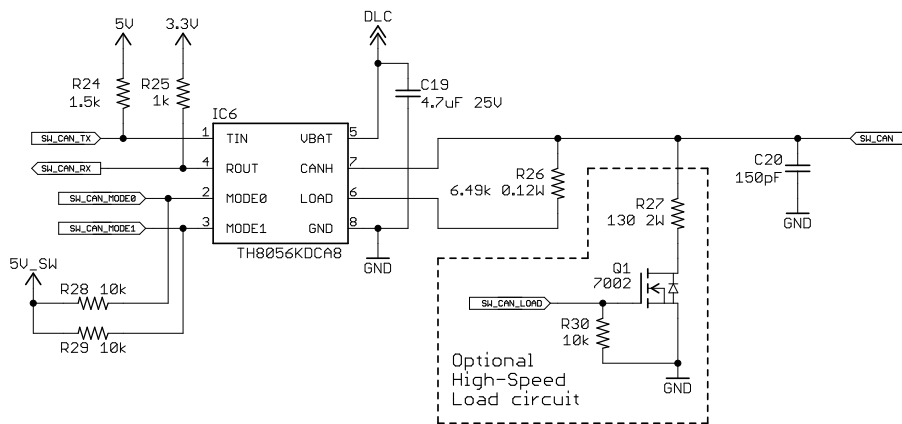 5V
3.3V
DLC
R24
1.5k
R25
1k
C19
4.7uF 25V
IC6
SW_CAN_TX
1 TIN
VBAT 5
SW_CAN
SW_CAN_RX
4 ROUT
CANH 7
R26
6.49k 0.12W
C20
150pF
SW_CAN_MODE0
2 MODE0
LOAD 6
R27
130 2W
SW_CAN_MODE1
3 MODE1
GND 8
TH8056KDCA8
GND
GND
5V_SW
R28 10k
R29 10k
Q1
7002
SW_CAN_LOAD
R30
10k
GND
Optional
High-Speed
Load circuit